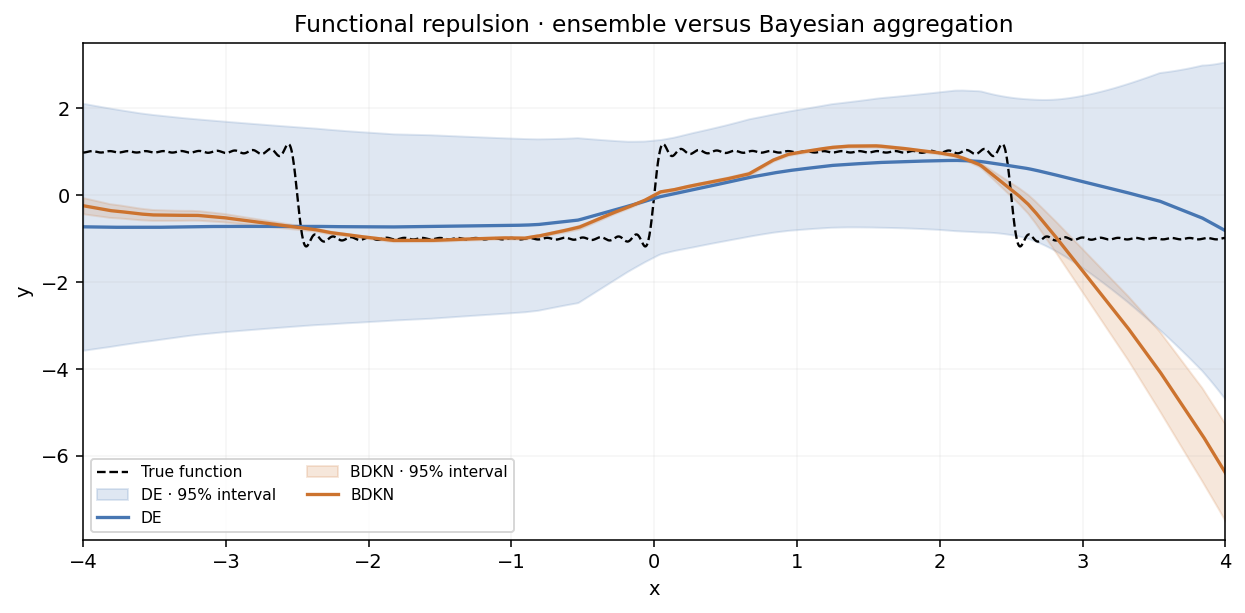 Functional repulsion · ensemble versus Bayesian aggregation
y
2
0
−2
−4
−6
True function
DE · 95% interval
DE
BDKN · 95% interval
BDKN
−4 −3 −2 −1 0 1 2 3 4
x